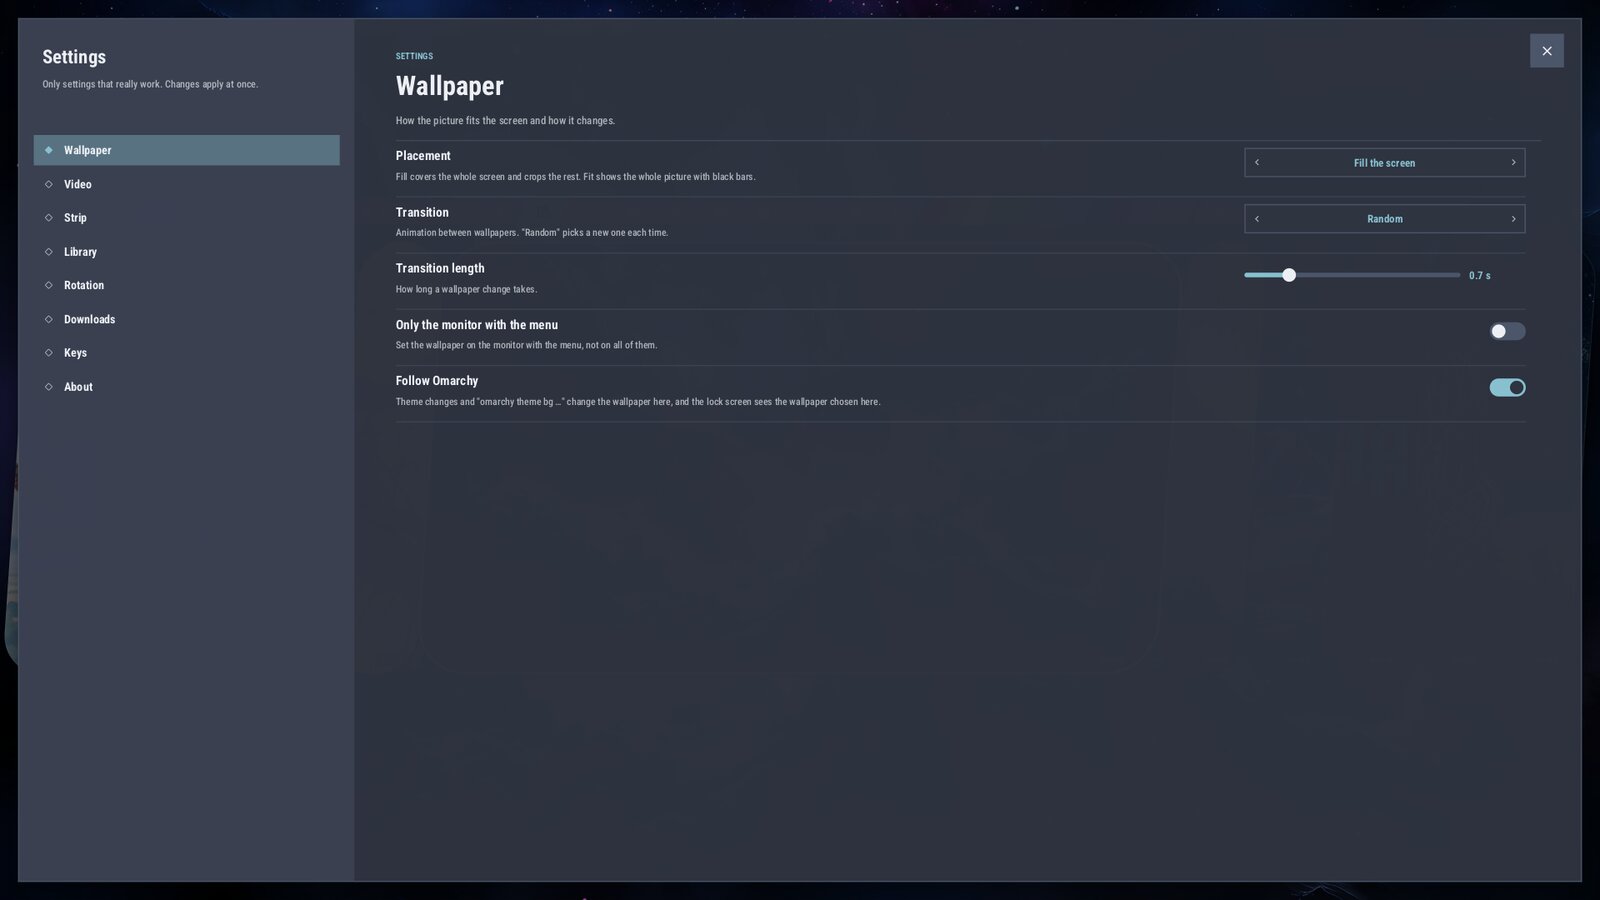 Settings
Only settings that really work. Changes apply at once.
Wallpaper
Video
Strip
Library
Rotation
Downloads
Keys
About
SETTINGS
Wallpaper
How the picture fits the screen and how it changes.
Placement
Fill covers the whole screen and crops the rest. Fit shows the whole picture with black bars.
Fill the screen
Transition
Animation between wallpapers. "Random" picks a new one each time.
Random
Transition length
How long a wallpaper change takes.
0.7 s
Only the monitor with the menu
Set the wallpaper on the monitor with the menu, not on all of them.
Follow Omarchy
Theme changes and "omarchy theme bg …" change the wallpaper here, and the lock screen sees the wallpaper chosen here.